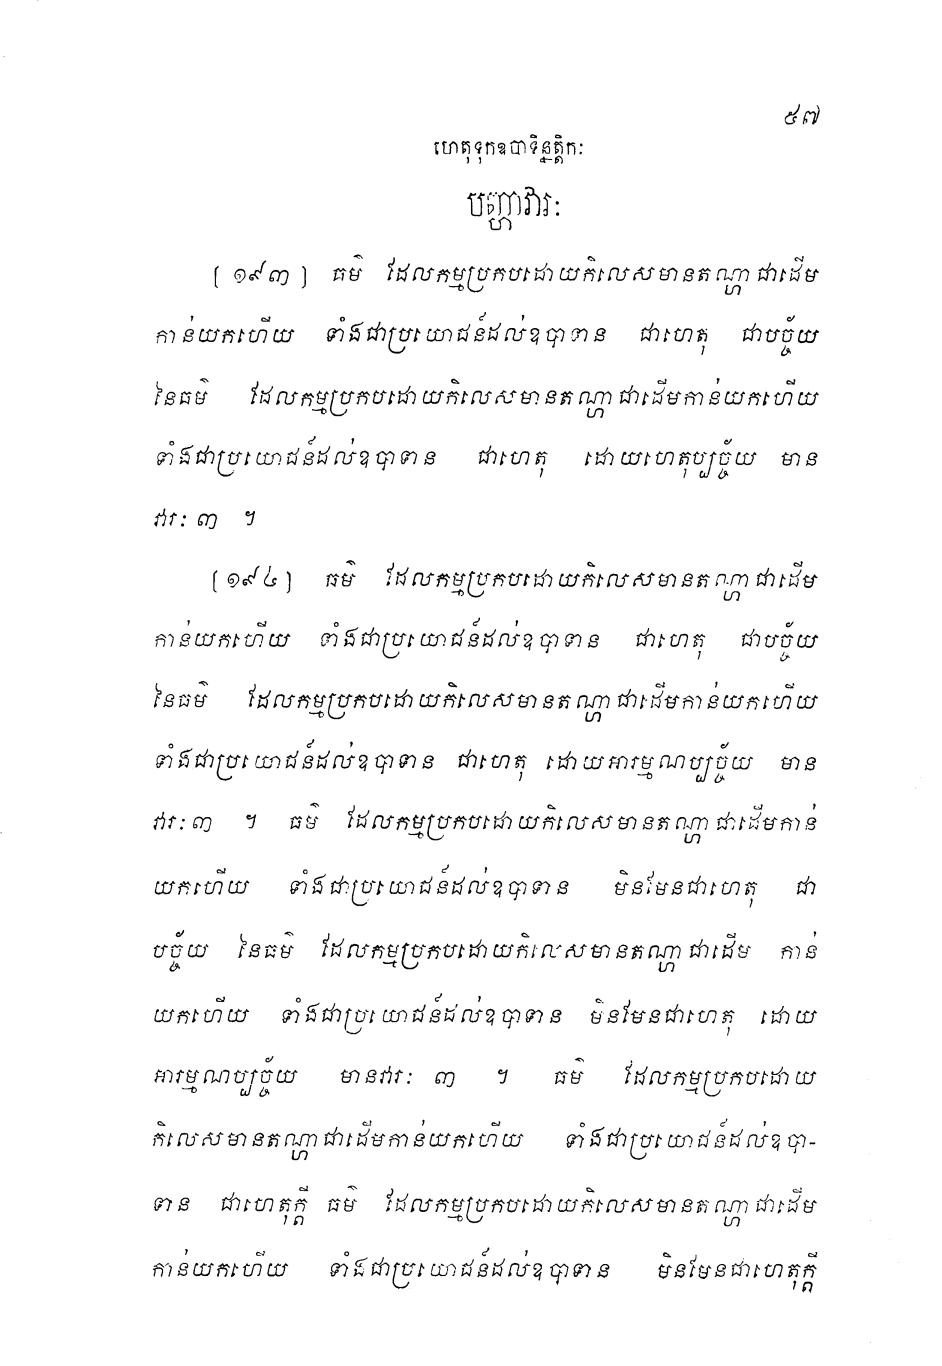 ៥៧
ហេតុទុកឧបាទិន្នត្តិកៈ
បញ្ហាវារៈ
[ ១៩៣ ] ធម៌ ដែលកម្មប្រកបដោយកិលេសមានតណ្ហាជាដើម
កាន់យកហើយ ទាំងជាប្រយោជន៍ដល់ឧបាទាន ជាហេតុ ជាបច្ច័យ
នៃធម៌ ដែលកម្មប្រកបដោយកិលេសមានតណ្ហាជាដើមកាន់យកហើយ
ទាំងជាប្រយោជន៍ដល់ឧបាទាន ជាហេតុ ដោយហេតុប្បច្ច័យ មាន
វារៈ ៣ ។
[ ១៩៤ ] ធម៌ ដែលកម្មប្រកបដោយកិលេសមានតណ្ហាជាដើម
កាន់យកហើយ ទាំងជាប្រយោជន៍ដល់ឧបាទាន ជាហេតុ ជាបច្ច័យ
នៃធម៌ ដែលកម្មប្រកបដោយកិលេសមានតណ្ហាជាដើមកាន់យកហើយ
ទាំងជាប្រយោជន៍ដល់ឧបាទាន ជាហេតុ ដោយអារម្មណប្បច្ច័យ មាន
វារៈ ៣ ។ ធម៌ ដែលកម្មប្រកបដោយកិលេសមានតណ្ហាជាដើមកាន់
យកហើយ ទាំងជាប្រយោជន៍ដល់ឧបាទាន មិនមែនជាហេតុ ជា
បច្ច័យ នៃធម៌ ដែលកម្មប្រកបដោយកិលេសមានតណ្ហាជាដើម កាន់
យកហើយ ទាំងជាប្រយោជន៍ដល់ឧបាទាន មិនមែនជាហេតុ ដោយ
អារម្មណប្បច្ច័យ មានវារៈ ៣ ។ ធម៌ ដែលកម្មប្រកបដោយ
កិលេសមានតណ្ហាជាដើមកាន់យកហើយ ទាំងជាប្រយោជន៍ដល់ឧបា-
ទាន ជាហេតុក្តី ធម៌ ដែលកម្មប្រកបដោយកិលេសមានតណ្ហាជាដើម
កាន់យកហើយ ទាំងជាប្រយោជន៍ដល់ឧបាទាន មិនមែនជាហេតុក្តី